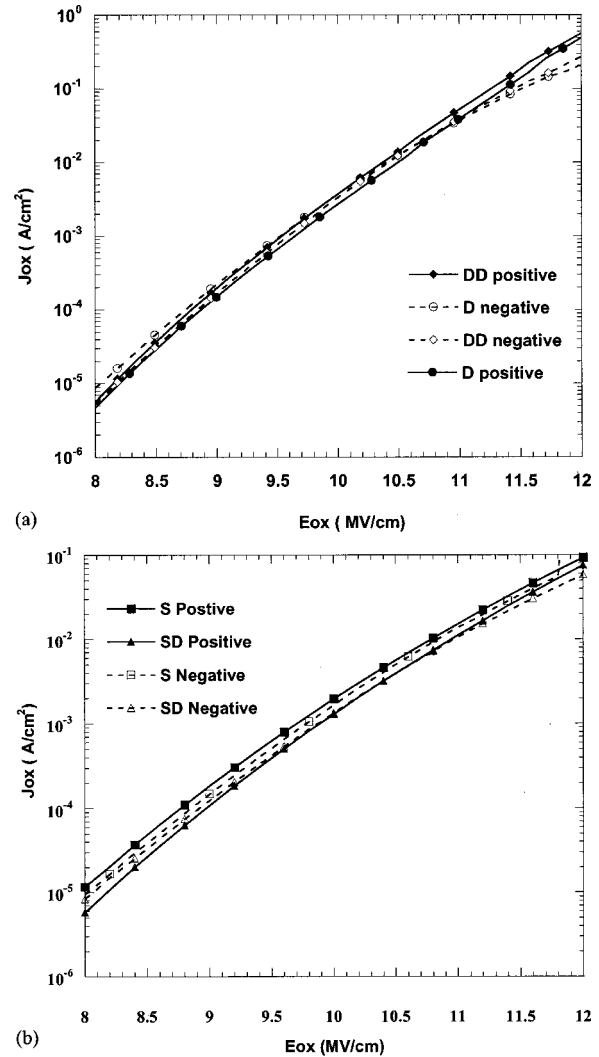 10^0
10^-1
10^-2
10^-3
10^-4
10^-5
10^-6
Jox ( A/cm^2)
DD positive
D negative
DD negative
D positive
8 8.5 9 9.5 10 10.5 11 11.5 12
(a)
Eox ( MV/cm)
10^-1
10^-2
10^-3
10^-4
10^-5
10^-6
Jox ( A/cm^2)
S Postive
SD Positive
S Negative
SD Negative
8 8.5 9 9.5 10 10.5 11 11.5 12
(b)
Eox (MV/cm)